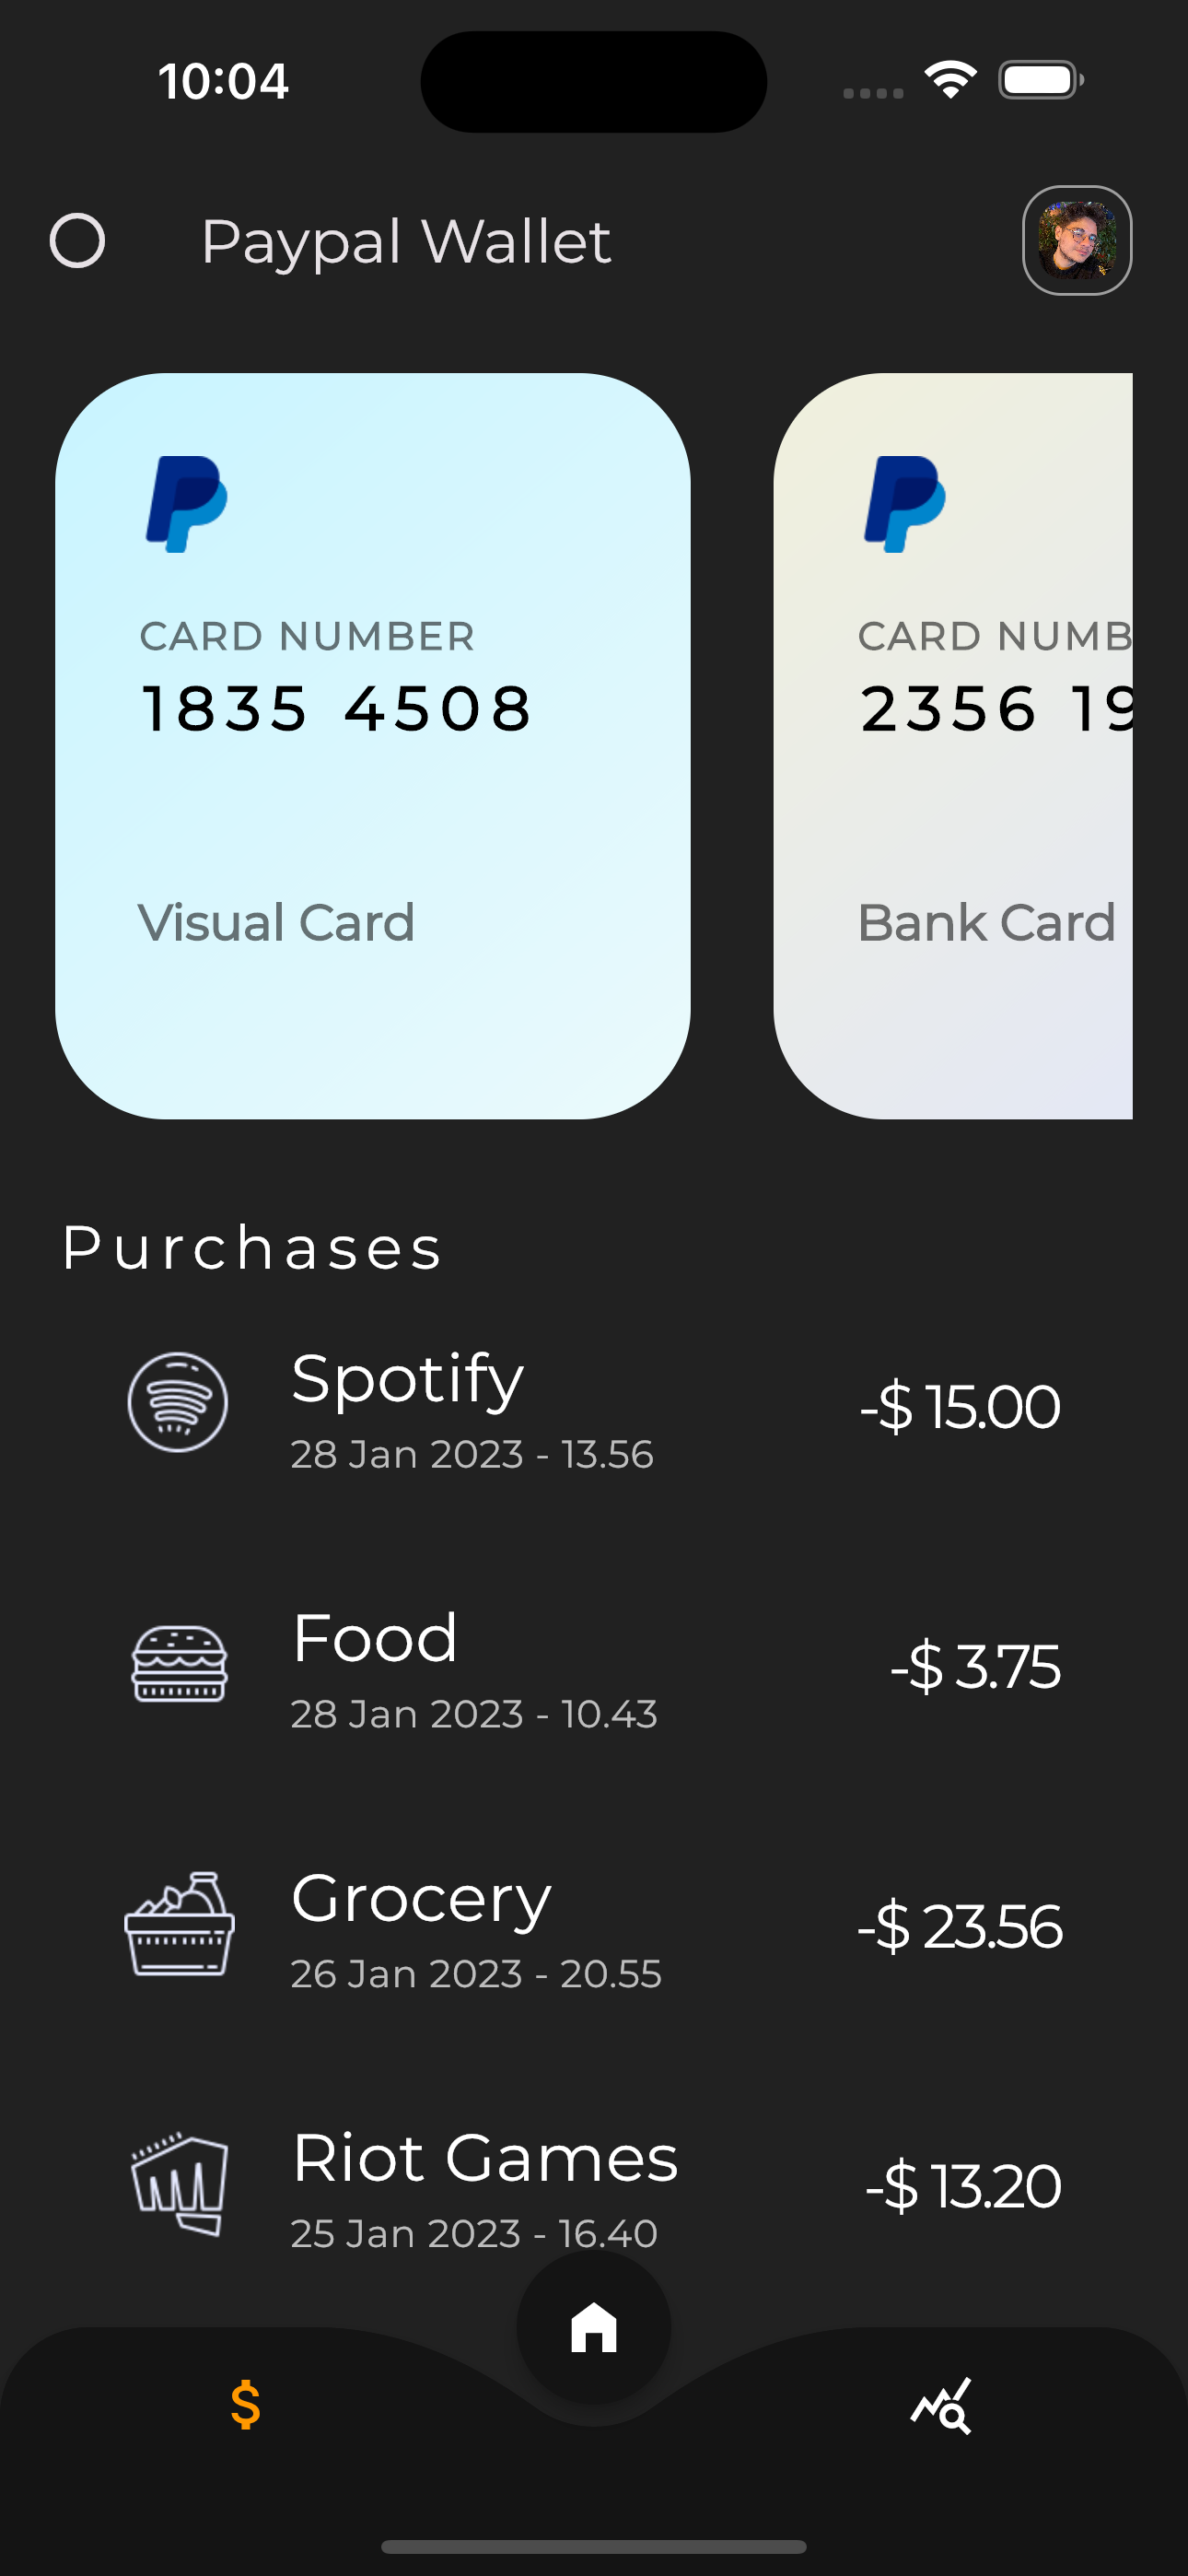 10:04
Paypal Wallet
CARD NUMBER
1835 4508
Visual Card
CARD NUMB
2356 19
Bank Card
Purchases
Spotify
28 Jan 2023 - 13.56
-$ 15.00
Food
28 Jan 2023 - 10.43
-$ 3.75
Grocery
26 Jan 2023 - 20.55
-$ 23.56
Riot Games
25 Jan 2023 - 16.40
-$ 13.20
$